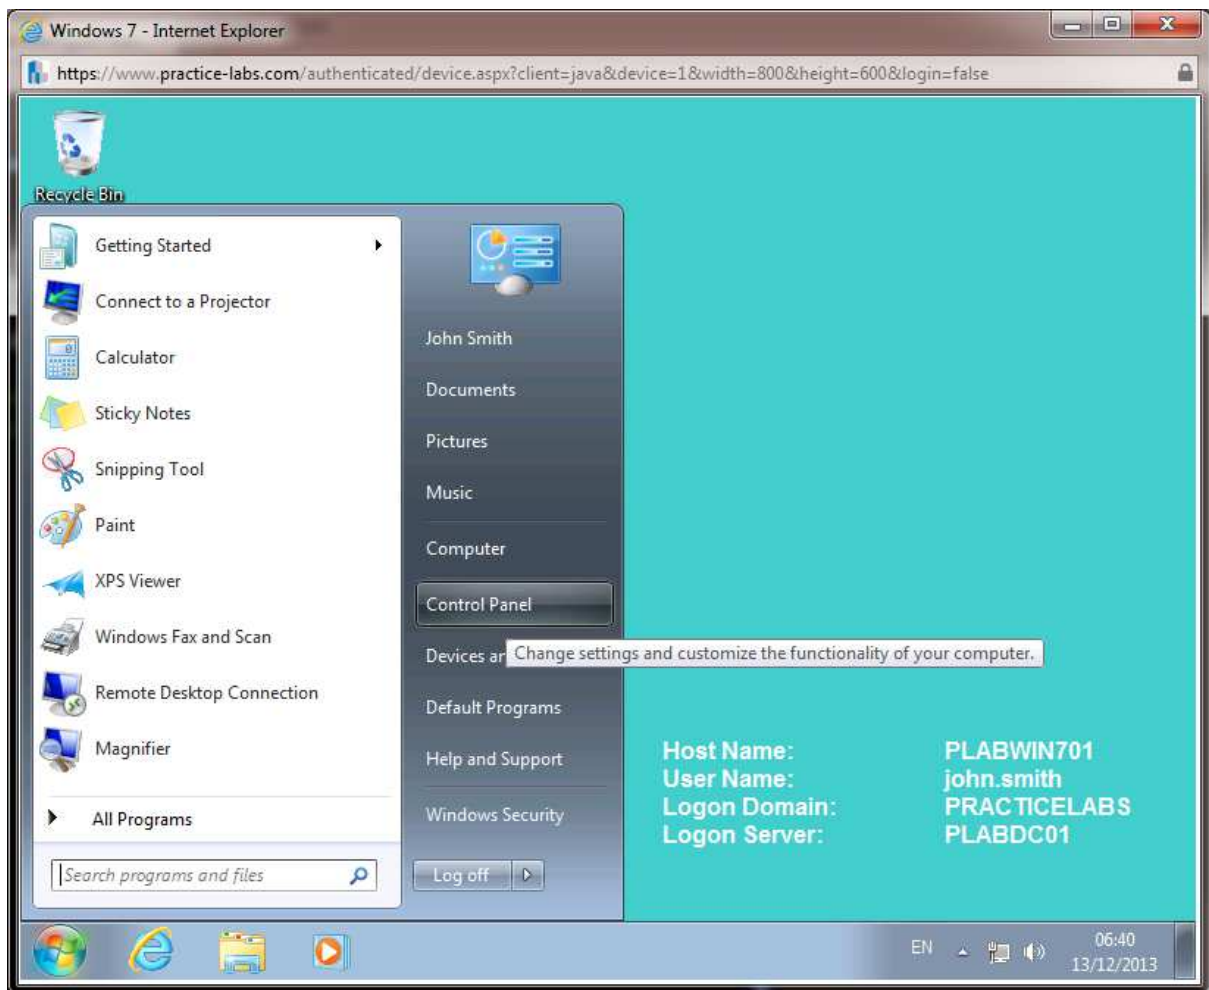 Windows 7 - Internet Explorer
https://www.practice-labs.com/authenticated/device.aspx?client=java&device=1&width=800&height=600&login=false
Recycle Bin
Getting Started
Connect to a Projector
Calculator
Sticky Notes
Snipping Tool
Paint
XPS Viewer
Windows Fax and Scan
Remote Desktop Connection
Magnifier
All Programs
Search programs and files
John Smith
Documents
Pictures
Music
Computer
Control Panel
Devices
Change settings and customize the functionality of your computer.
Default Programs
Help and Support
Windows Security
Log off
Host Name: PLABWIN701
User Name: john.smith
Logon Domain: PRACTICELABS
Logon Server: PLABDC01
EN
06:40
13/12/2013